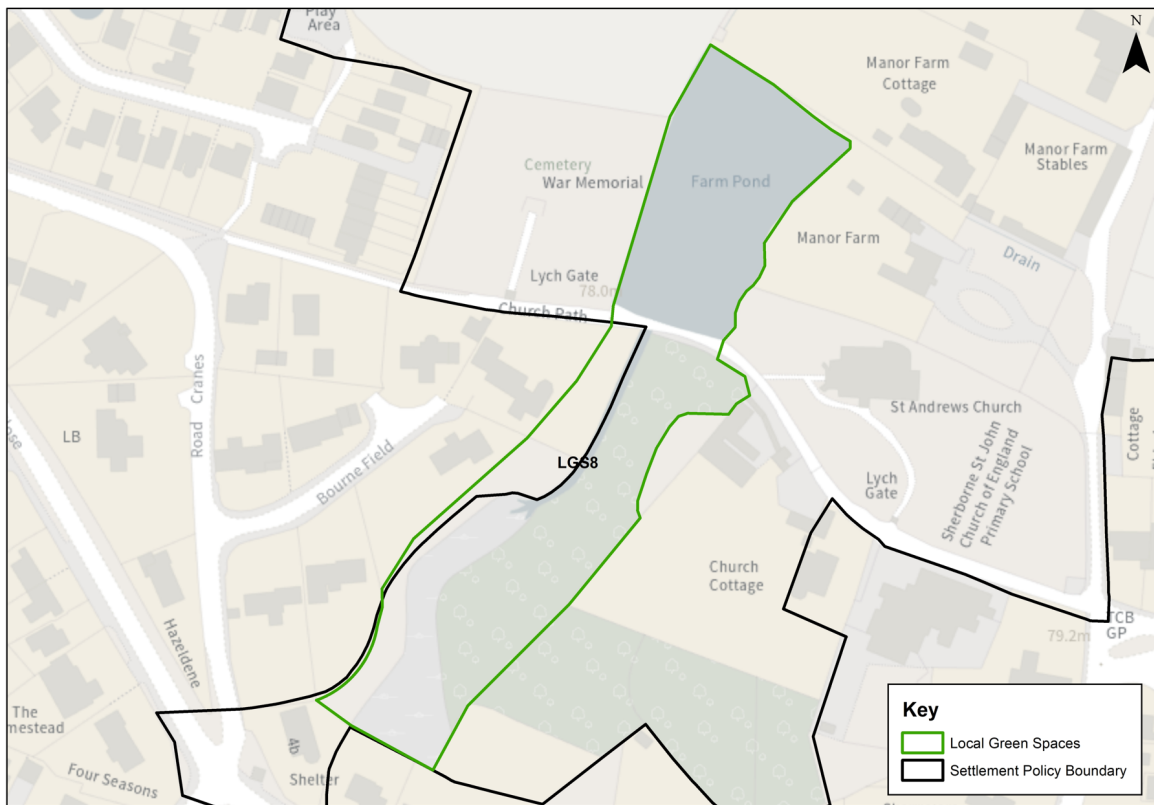 Play
Area
N
Manor Farm
Cottage
Cemetery
War Memorial
Farm Pond
Manor Farm
Stables
Manor Farm
Drain
Lych Gate
78.0m
Church Path
Road
Cranes
LB
Bourne Field
LGS8
St Andrews Church
Lych
Gate
Sherborne St John
Church of England
Primary School
Cottage
Church
Cottage
TCB
GP
79.2m
Hazeldene
The
4b
Shelter
Four Seasons
Key
Local Green Spaces
Settlement Policy Boundary